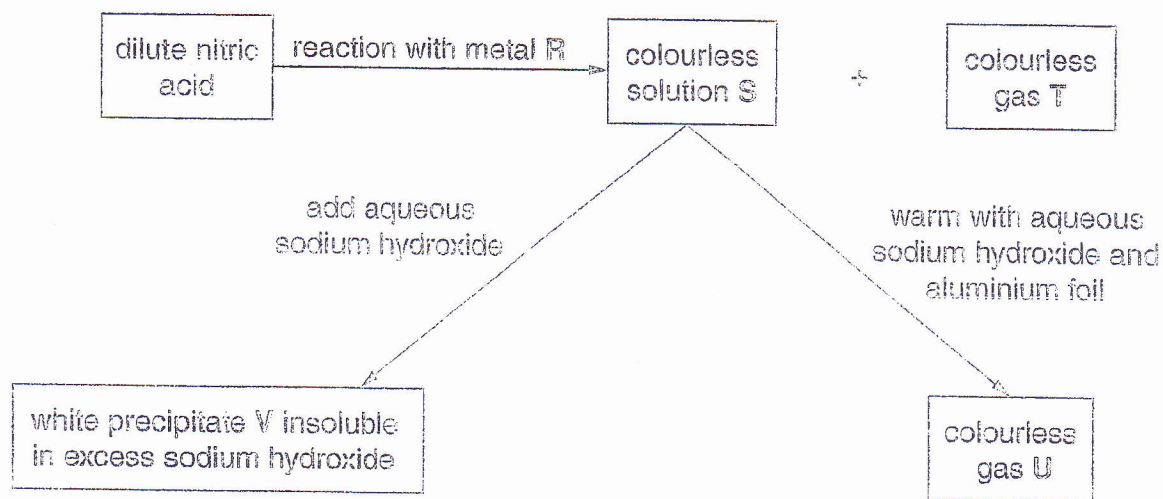 dilute nitric
acid
reaction with metal R
colourless
solution S
+
colourless
gas T
add aqueous
sodium hydroxide
warm with aqueous
sodium hydroxide and
aluminium foil
white precipitate V insoluble
in excess sodium hydroxide
colourless
gas U